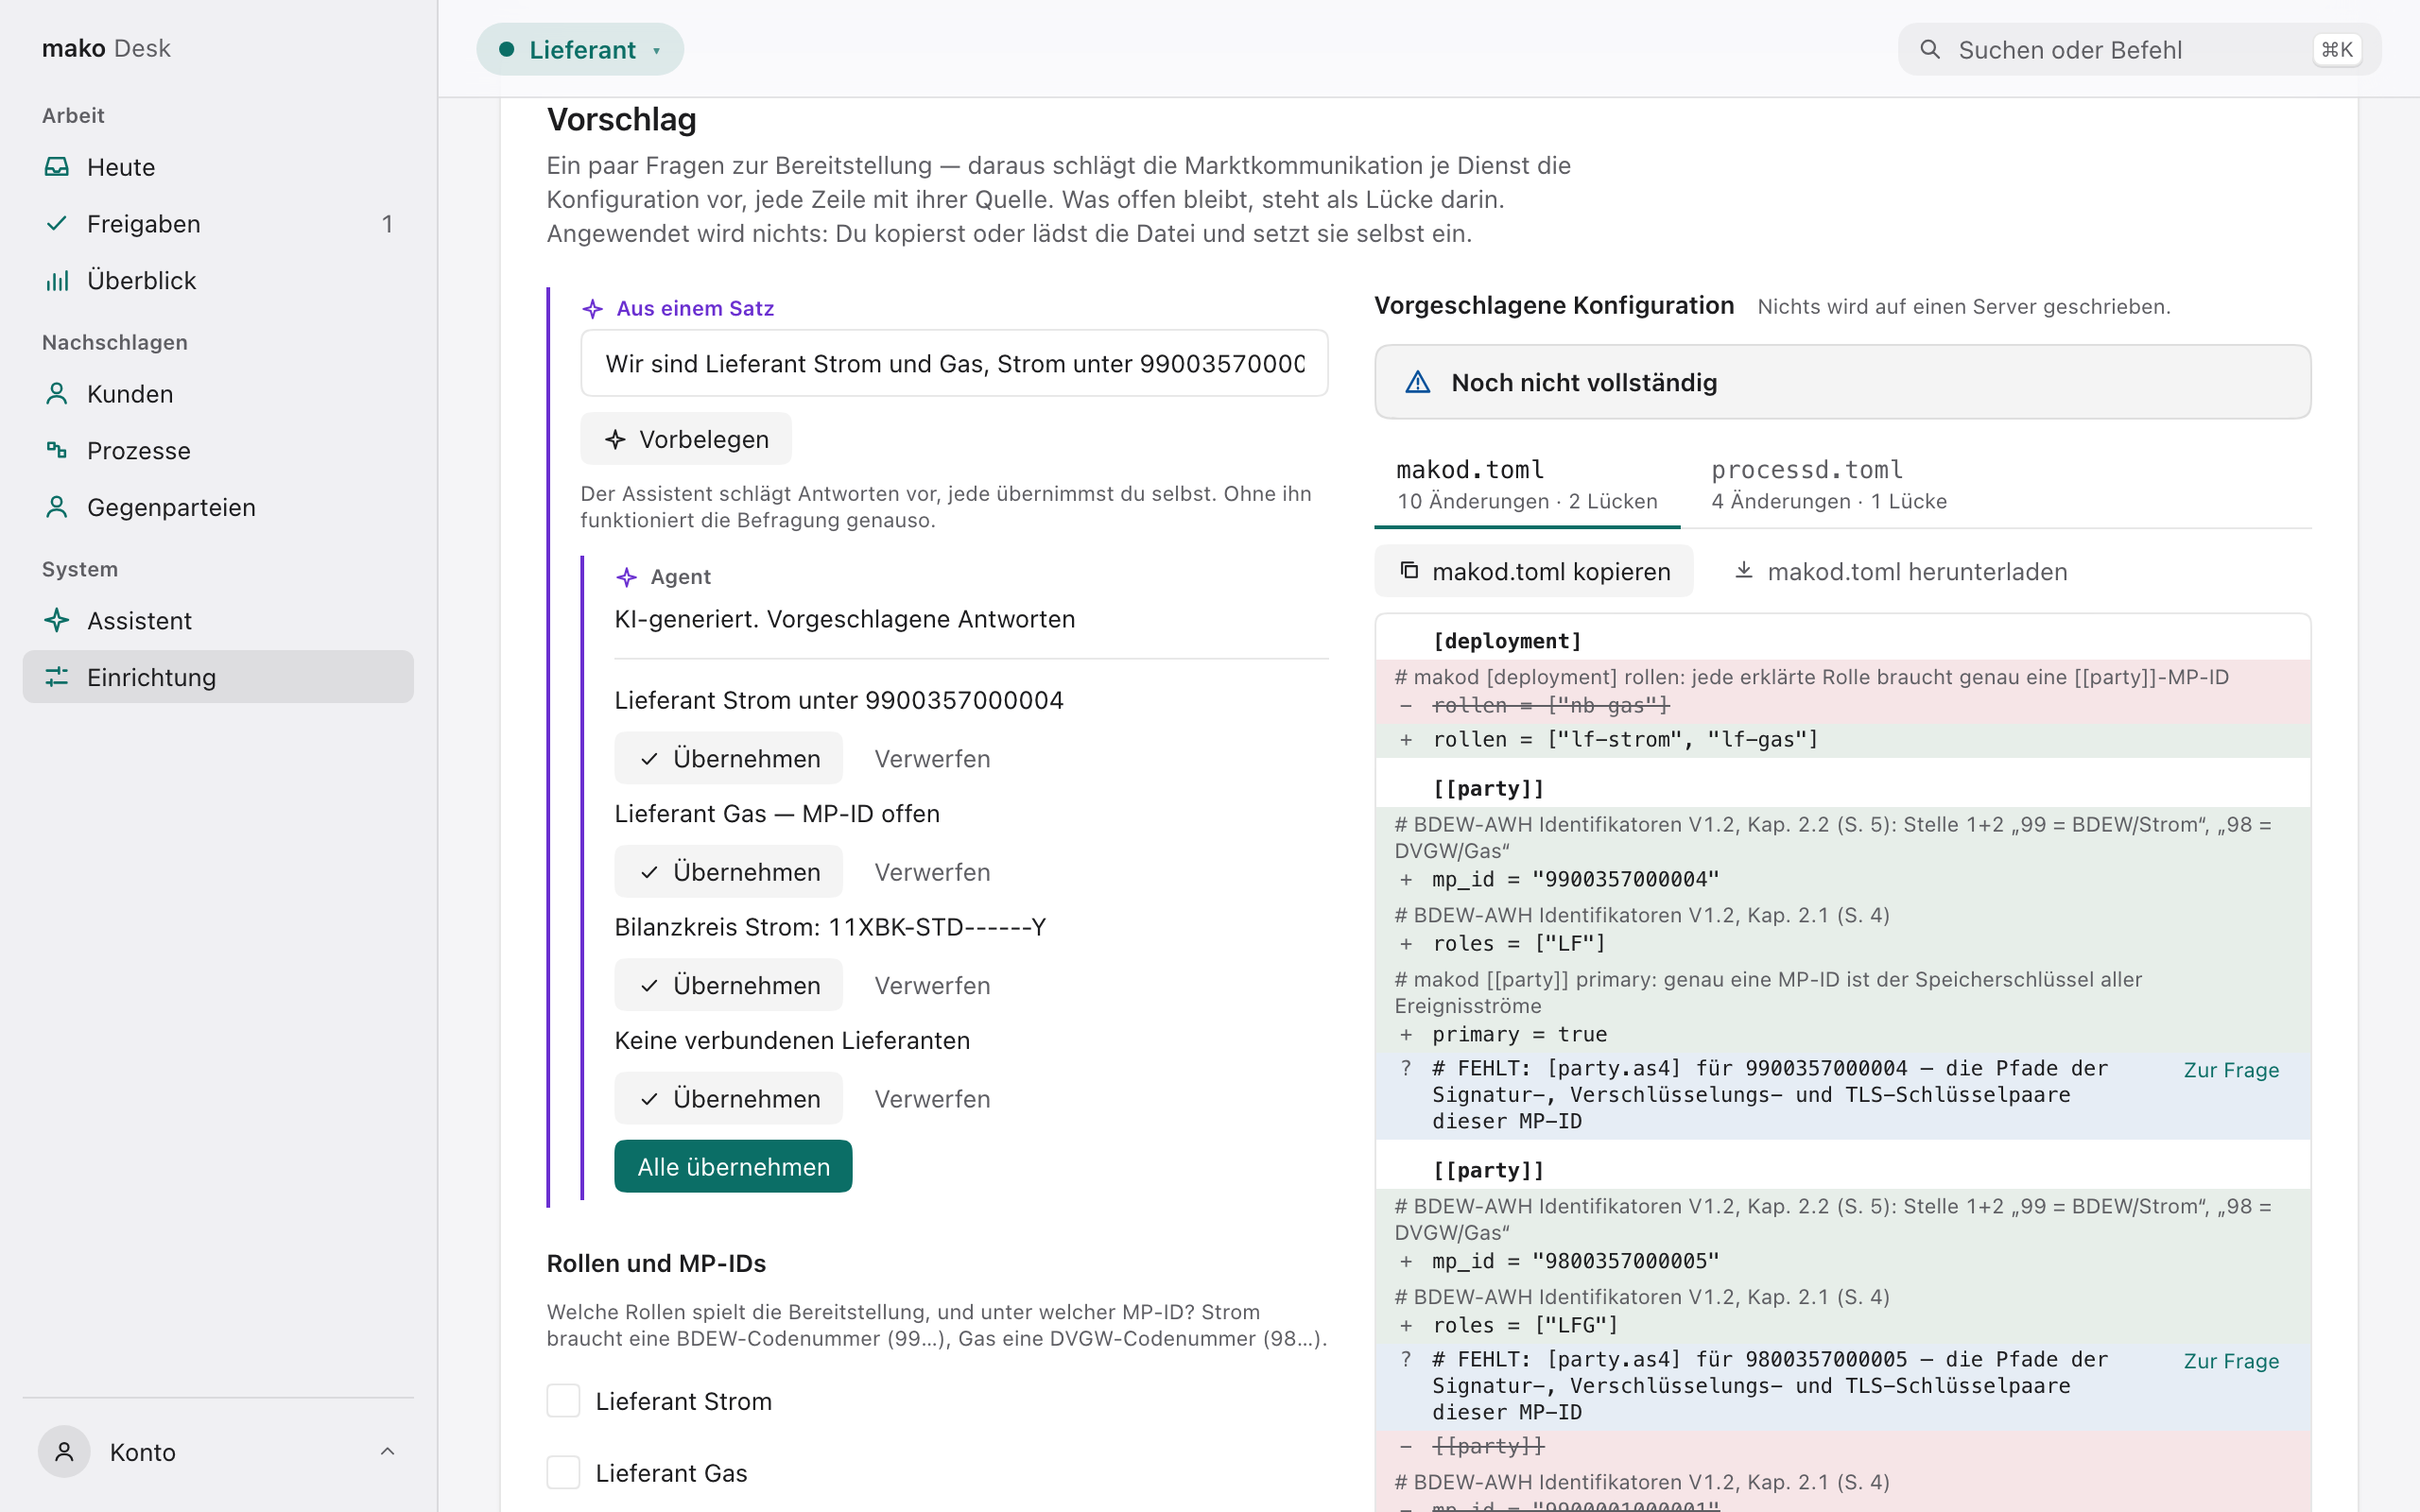 mako Desk
Arbeit
Heute
Freigaben 1
Überblick
Nachschlagen
Kunden
Prozesse
Gegenparteien
System
Assistent
Einrichtung
Konto
Lieferant
Suchen oder Befehl ⌘K
Vorschlag
Ein paar Fragen zur Bereitstellung — daraus schlägt die Marktkommunikation je Dienst die
Konfiguration vor, jede Zeile mit ihrer Quelle. Was offen bleibt, steht als Lücke darin.
Angewendet wird nichts: Du kopierst oder lädst die Datei und setzt sie selbst ein.
Aus einem Satz
Wir sind Lieferant Strom und Gas, Strom unter 99003570000
Vorbelegen
Der Assistent schlägt Antworten vor, jede übernimmst du selbst. Ohne ihn
funktioniert die Befragung genauso.
Agent
KI-generiert. Vorgeschlagene Antworten
Lieferant Strom unter 9900357000004
Übernehmen Verwerfen
Lieferant Gas — MP-ID offen
Übernehmen Verwerfen
Bilanzkreis Strom: 11XBK-STD------Y
Übernehmen Verwerfen
Keine verbundenen Lieferanten
Übernehmen Verwerfen
Alle übernehmen
Rollen und MP-IDs
Welche Rollen spielt die Bereitstellung, und unter welcher MP-ID? Strom
braucht eine BDEW-Codenummer (99…), Gas eine DVGW-Codenummer (98…).
Lieferant Strom
Lieferant Gas
Vorgeschlagene Konfiguration Nichts wird auf einen Server geschrieben.
Noch nicht vollständig
makod.toml
10 Änderungen · 2 Lücken
processd.toml
4 Änderungen · 1 Lücke
makod.toml kopieren makod.toml herunterladen
[deployment]
# makod [deployment] rollen: jede erklärte Rolle braucht genau eine [[party]]-MP-ID
− rollen = ["nb-gas"]
+ rollen = ["lf-strom", "lf-gas"]
[[party]]
# BDEW-AWH Identifikatoren V1.2, Kap. 2.2 (S. 5): Stelle 1+2 „99 = BDEW/Strom“, „98 =
DVGW/Gas“
+ mp_id = "9900357000004"
# BDEW-AWH Identifikatoren V1.2, Kap. 2.1 (S. 4)
+ roles = ["LF"]
# makod [[party]] primary: genau eine MP-ID ist der Speicherschlüssel aller
Ereignisströme
+ primary = true
? # FEHLT: [party.as4] für 9900357000004 — die Pfade der Zur Frage
Signatur-, Verschlüsselungs- und TLS-Schlüsselpaare
dieser MP-ID
[[party]]
# BDEW-AWH Identifikatoren V1.2, Kap. 2.2 (S. 5): Stelle 1+2 „99 = BDEW/Strom“, „98 =
DVGW/Gas“
+ mp_id = "9800357000005"
# BDEW-AWH Identifikatoren V1.2, Kap. 2.1 (S. 4)
+ roles = ["LFG"]
? # FEHLT: [party.as4] für 9800357000005 — die Pfade der Zur Frage
Signatur-, Verschlüsselungs- und TLS-Schlüsselpaare
dieser MP-ID
− [[party]]
# BDEW-AWH Identifikatoren V1.2, Kap. 2.1 (S. 4)
− mp_id = "9900001000001"